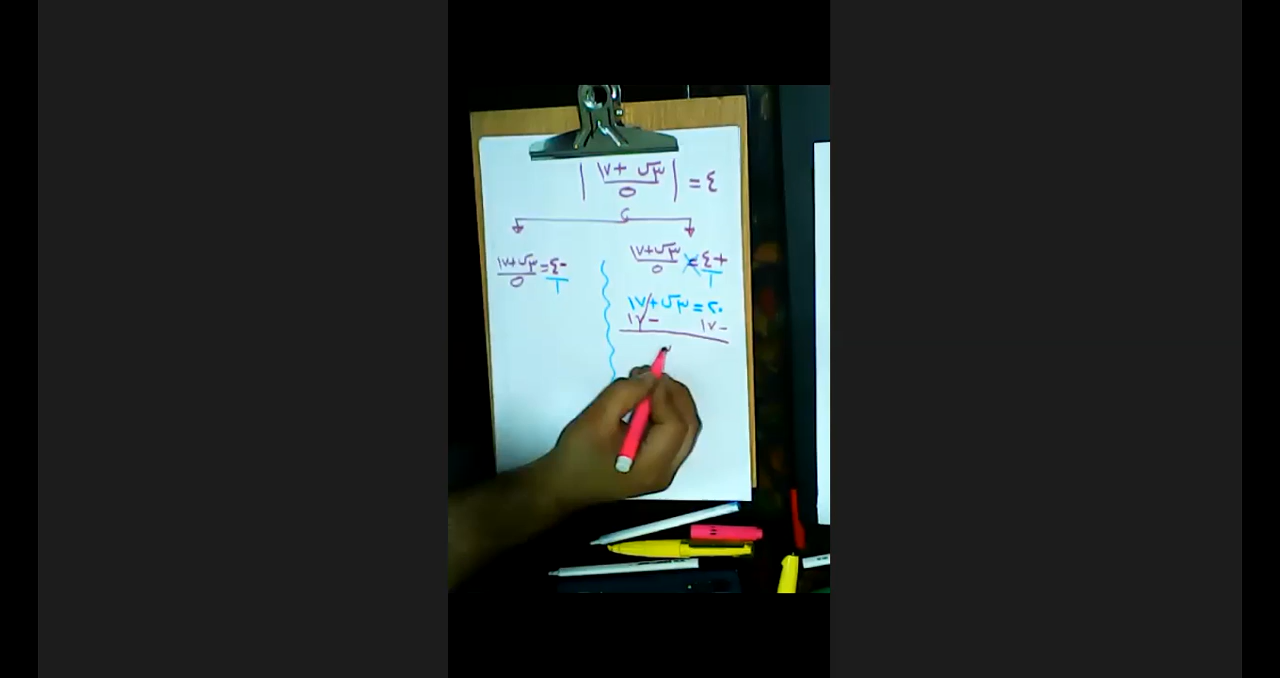 ٤ = | ٣س + ١٧ / ٥ |
+٤ / ١ = ٣س + ١٧ / ٥
-٤ / ١ = ٣س + ١٧ / ٥
٢٠ = ٣س + ١٧
-١٧ -١٧